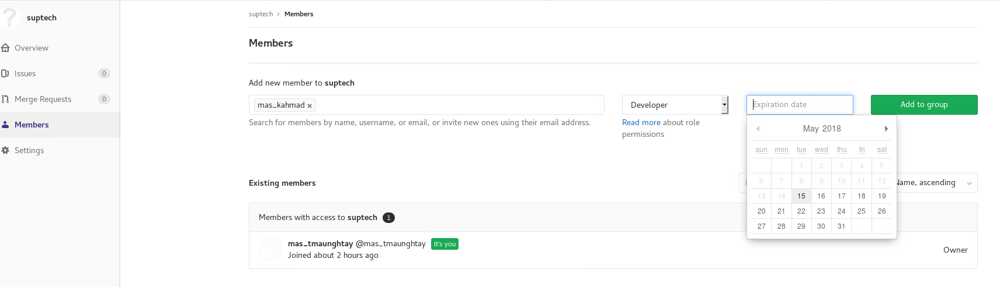 suptech
Overview
Issues 0
Merge Requests 0
Members
Settings
suptech > Members
Members
Add new member to suptech
mas_kahmad ×
Developer
Expiration date
Add to group
Search for members by name, username, or email, or invite new ones using their email address.
Read more about role
permissions
May 2018
sun mon tue wed thu fri sat
1 2 3 4 5
6 7 8 9 10 11 12
13 14 15 16 17 18 19
20 21 22 23 24 25 26
27 28 29 30 31
Existing members
Name, ascending
Members with access to suptech 1
mas_tmaunghtay @mas_tmaunghtay It's you
Joined about 2 hours ago
Owner